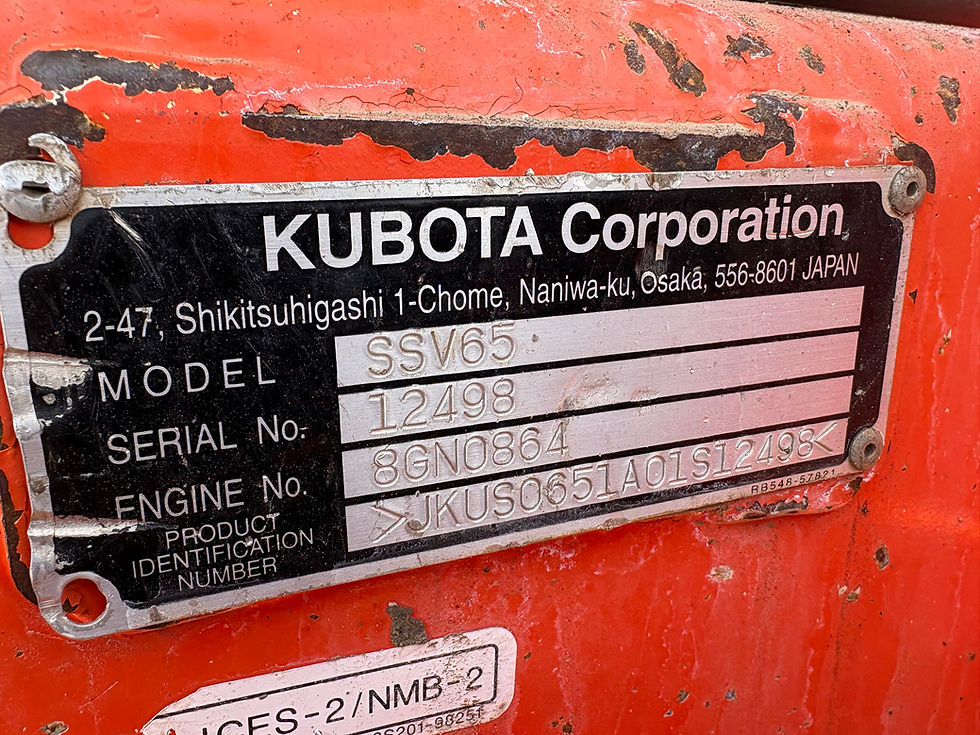 KUBOTA Corporation
2-47, Shikitsuhigashi 1-Chome, Naniwa-ku, Osaka, 556-8601 JAPAN
MODEL SSV65
SERIAL No. 12498
ENGINE No. 8GN0864
PRODUCT
IDENTIFICATION
NUMBER
>JKUS0651A01S12498<
RB548-57821
ICES-2/NMB-2